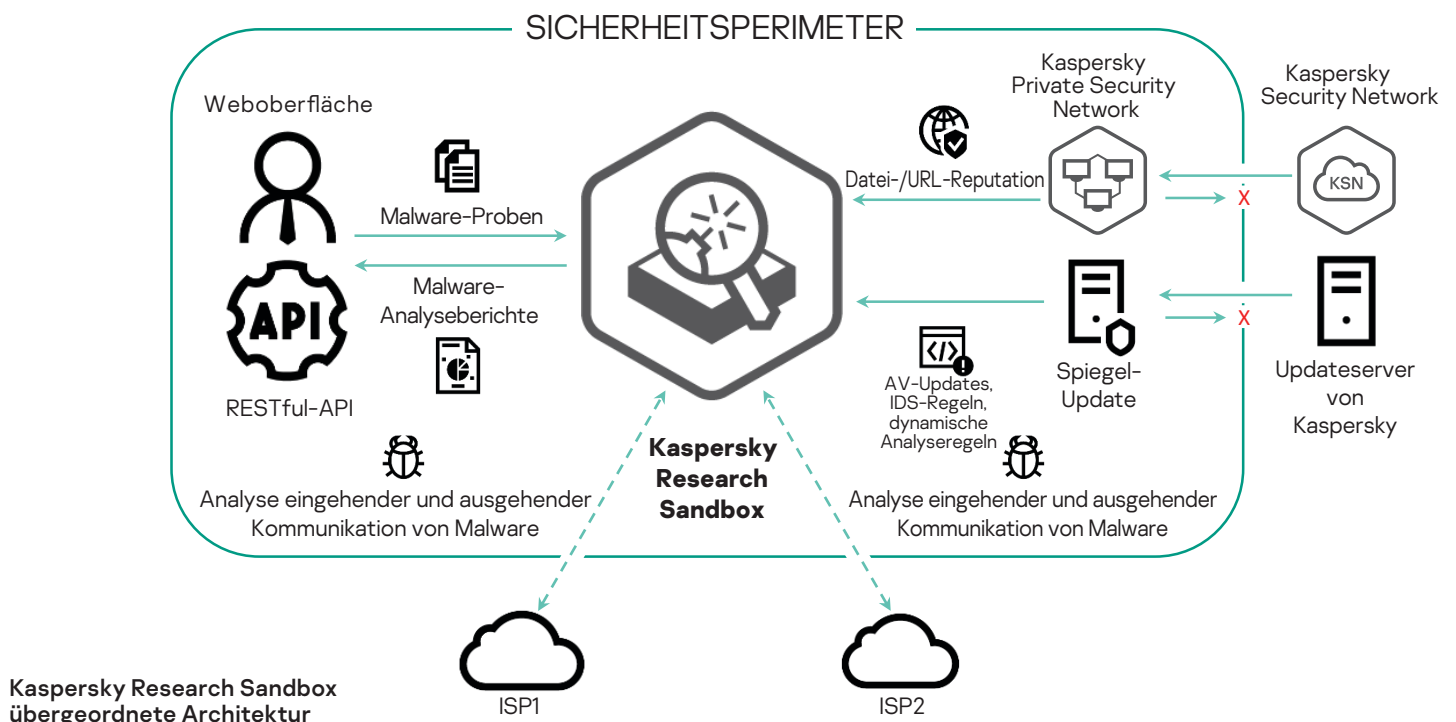 SICHERHEITSPERIMETER
Weboberfläche
Malware-Proben
Malware-
Analyseberichte
API
RESTful-API
Kaspersky
Private Security
Network
Kaspersky
Security Network
Datei-/URL-Reputation
KSN
X
X
AV-Updates,
IDS-Regeln,
dynamische
Analyseregeln
Spiegel-
Update
Updateserver
von
Kaspersky
Kaspersky
Research
Sandbox
Analyse eingehender und ausgehender
Kommunikation von Malware
Analyse eingehender und ausgehender
Kommunikation von Malware
ISP1
ISP2
Kaspersky Research Sandbox
übergeordnete Architektur